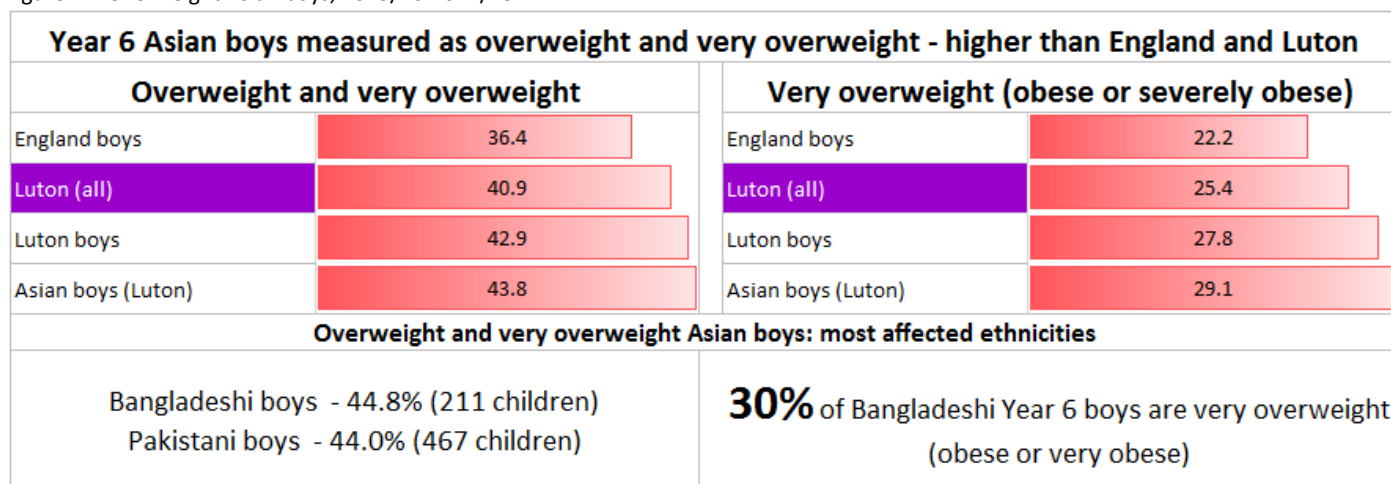 Year 6 Asian boys measured as overweight and very overweight - higher than England and Luton
Overweight and very overweight
England boys 36.4
Luton (all) 40.9
Luton boys 42.9
Asian boys (Luton) 43.8
Very overweight (obese or severely obese)
England boys 22.2
Luton (all) 25.4
Luton boys 27.8
Asian boys (Luton) 29.1
Overweight and very overweight Asian boys: most affected ethnicities
Bangladeshi boys - 44.8% (211 children)
Pakistani boys - 44.0% (467 children)
30% of Bangladeshi Year 6 boys are very overweight
(obese or very obese)